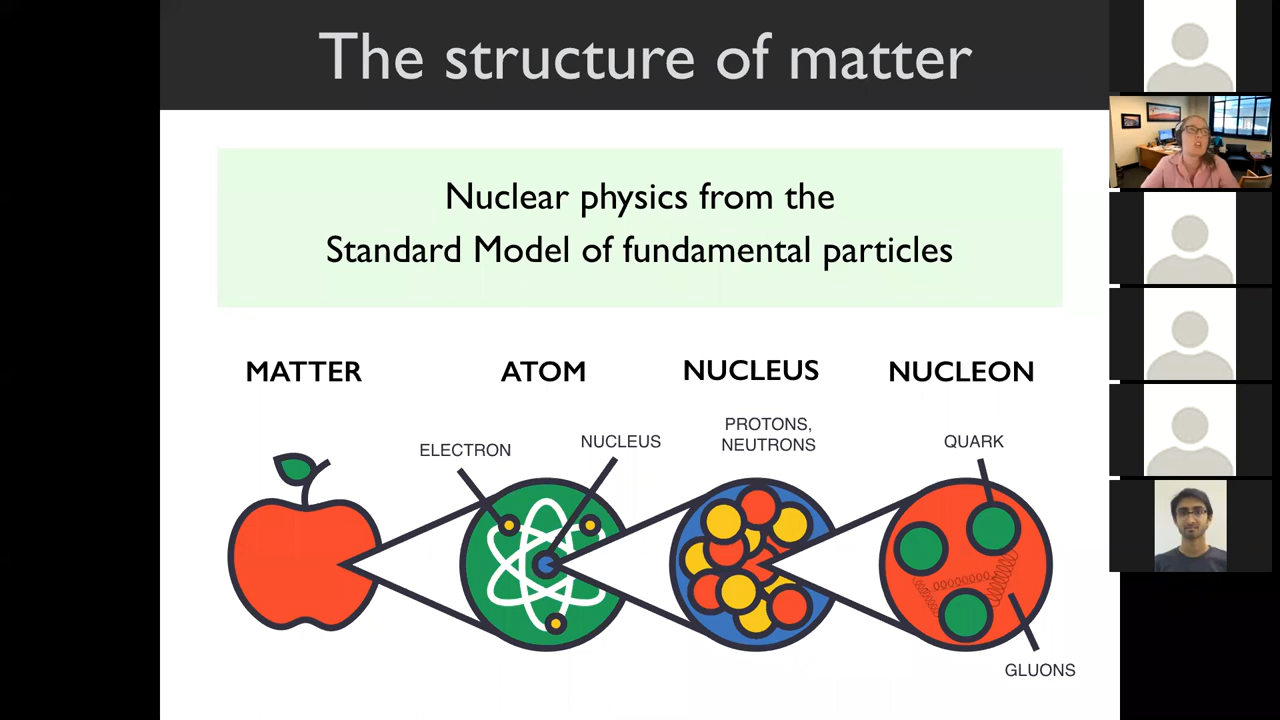 The structure of matter
Nuclear physics from the
Standard Model of fundamental particles
MATTER
ATOM
NUCLEUS
NUCLEON
ELECTRON
NUCLEUS
PROTONS,
NEUTRONS
QUARK
GLUONS